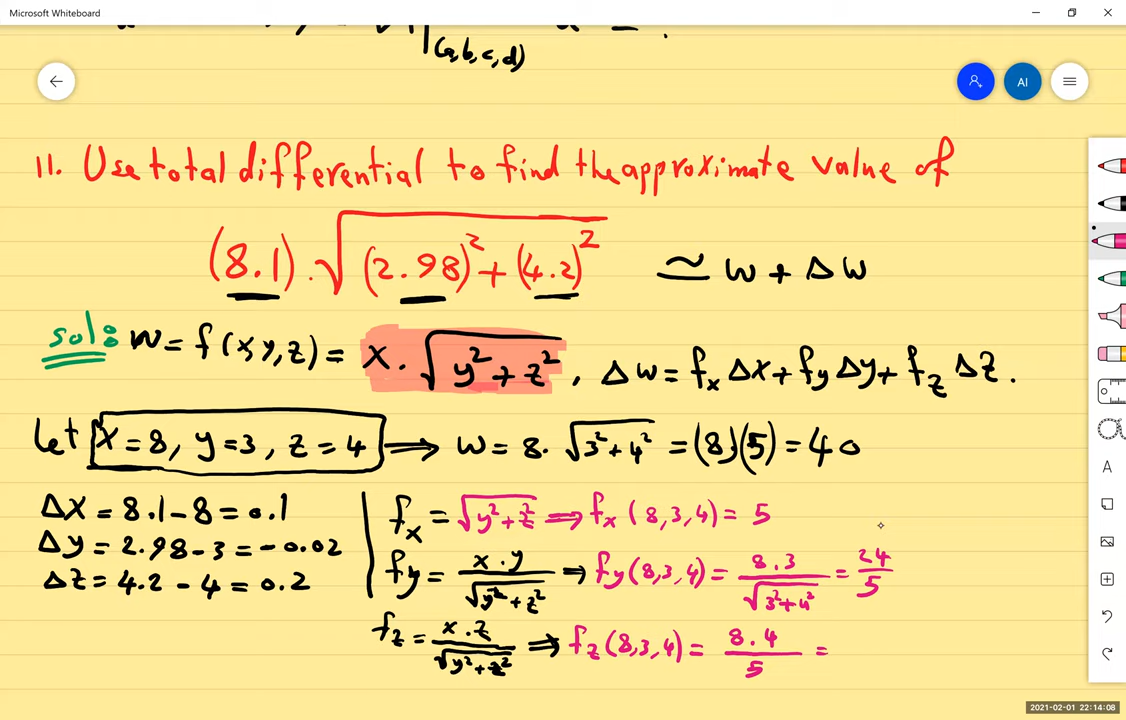 Microsoft Whiteboard
(a,b,c,d)
AI
11. Use total differential to find the approximate value of
(8.1).√((2.98)²+(4.2)²) ≃ w + Δw
sol: w = f(x,y,z) = x.√(y²+z²), Δw = fx Δx + fy Δy + fz Δz.
Let x=8, y=3, z=4 ⟹ w = 8.√(3²+4²) = (8)(5) = 40
Δx = 8.1-8 = 0.1
Δy = 2.98-3 = -0.02
Δz = 4.2-4 = 0.2
fx = √(y²+z²) ⟹ fx(8,3,4) = 5
fy = x.y/√(y²+z²) ⟹ fy(8,3,4) = 8.3/√(3²+4²) = 24/5
fz = x.z/√(y²+z²) ⟹ fz(8,3,4) = 8.4/5 =
A
2021-02-01 22:14:08